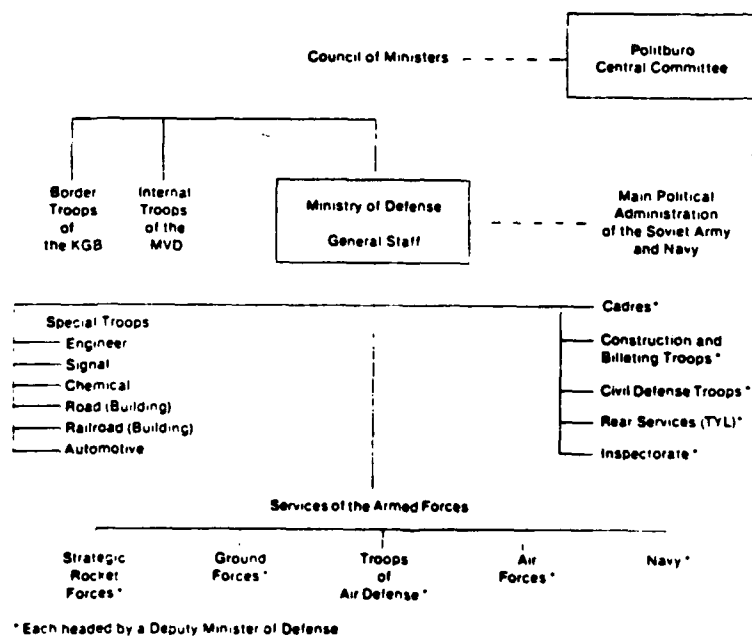 Council of Ministers
Politburo
Central Committee
Border
Troops
of
the KGB
Internal
Troops
of the
MVD
Ministry of Defense
General Staff
Main Political
Administration
of the Soviet Army
and Navy
Special Troops
Engineer
Signal
Chemical
Road (Building)
Railroad (Building)
Automotive
Cadres*
Construction and
Billeting Troops*
Civil Defense Troops*
Rear Services (TYL)*
Inspectorate*
Services of the Armed Forces
Strategic
Rocket
Forces*
Ground
Forces*
Troops
of
Air Defense*
Air
Forces*
Navy*
*Each headed by a Deputy Minister of Defense